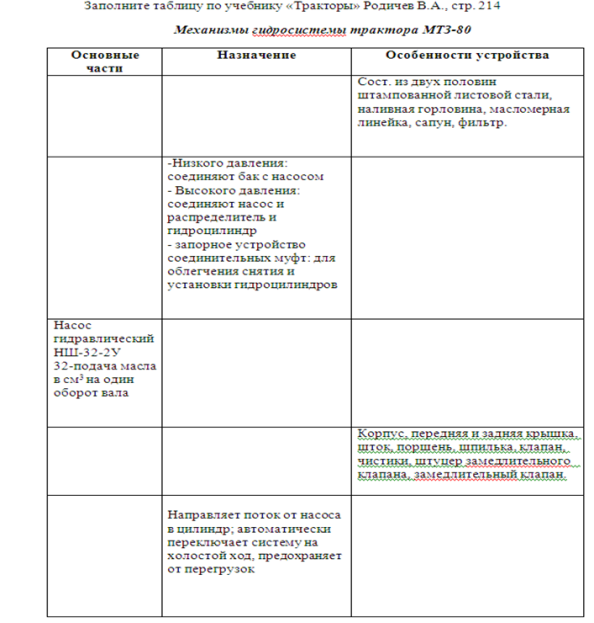 Заполните таблицу по учебнику «Тракторы» Родичев В.А., стр. 214
Механизмы гидросистемы трактора МТЗ-80
Основные части
Назначение
Особенности устройства
Сост. из двух половин
штампованной листовой стали,
наливная горловина, масломерная
линейка, сапун, фильтр.
-Низкого давления:
соединяют бак с насосом
- Высокого давления:
соединяют насос и
распределитель и
гидроцилиндр
- запорное устройство
соединительных муфт: для
облегчения снятия и
установки гидроцилиндров
Насос
гидравлический
НШ-32-2У
32-подача масла
в см³ на один
оборот вала
Корпус, передняя и задняя крышка,
шток, поршень, шпилька, клапан,
чистики, штуцер замедлительного
клапана, замедлительный клапан.
Направляет поток от насоса
в цилиндр; автоматически
переключает систему на
холостой ход, предохраняет
от перегрузок